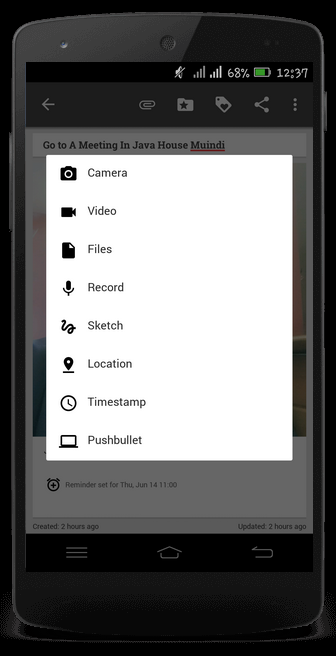 68% 12:37
Go to A Meeting In Java House Muindi
Camera
Video
Files
Record
Sketch
Location
Timestamp
Pushbullet
Reminder set for Thu, Jun 14 11:00
Created: 2 hours ago Updated: 2 hours ago